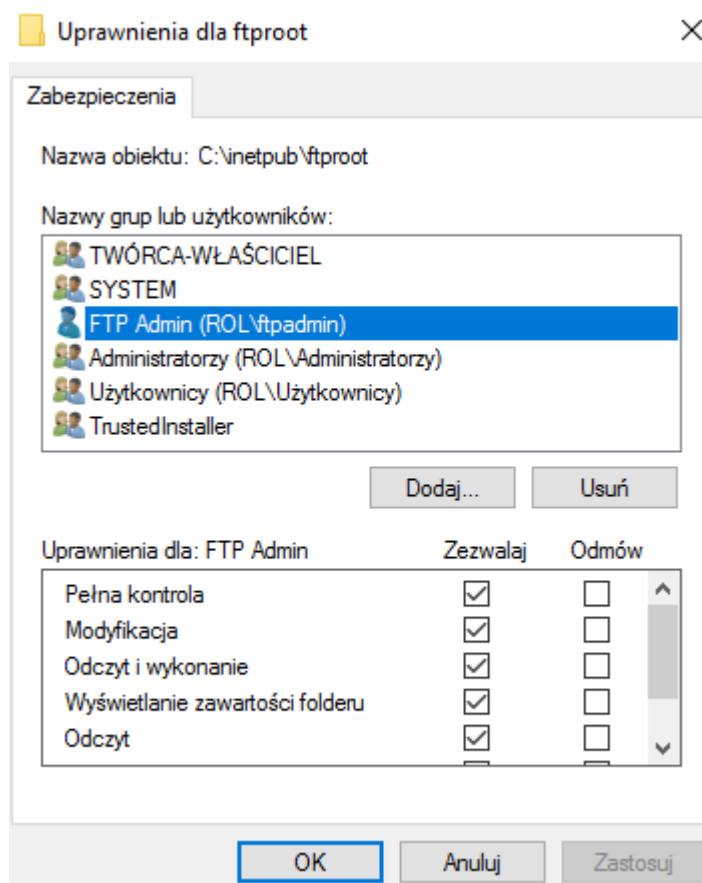 Uprawnienia dla ftproot
Zabezpieczenia
Nazwa obiektu: C:\inetpub\ftproot
Nazwy grup lub użytkowników:
TWÓRCA-WŁAŚCICIEL
SYSTEM
FTP Admin (ROL\ftpadmin)
Administratorzy (ROL\Administratorzy)
Użytkownicy (ROL\Użytkownicy)
TrustedInstaller
Dodaj... Usuń
Uprawnienia dla: FTP Admin Zezwalaj Odmów
Pełna kontrola
Modyfikacja
Odczyt i wykonanie
Wyświetlanie zawartości folderu
Odczyt
OK Anuluj Zastosuj